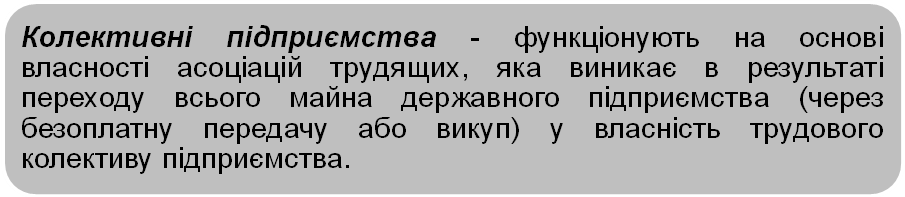 Колективні підприємства - функціонують на основі
власності асоціацій трудящих, яка виникає в результаті
переходу всього майна державного підприємства (через
безоплатну передачу або викуп) у власність трудового
колективу підприємства.